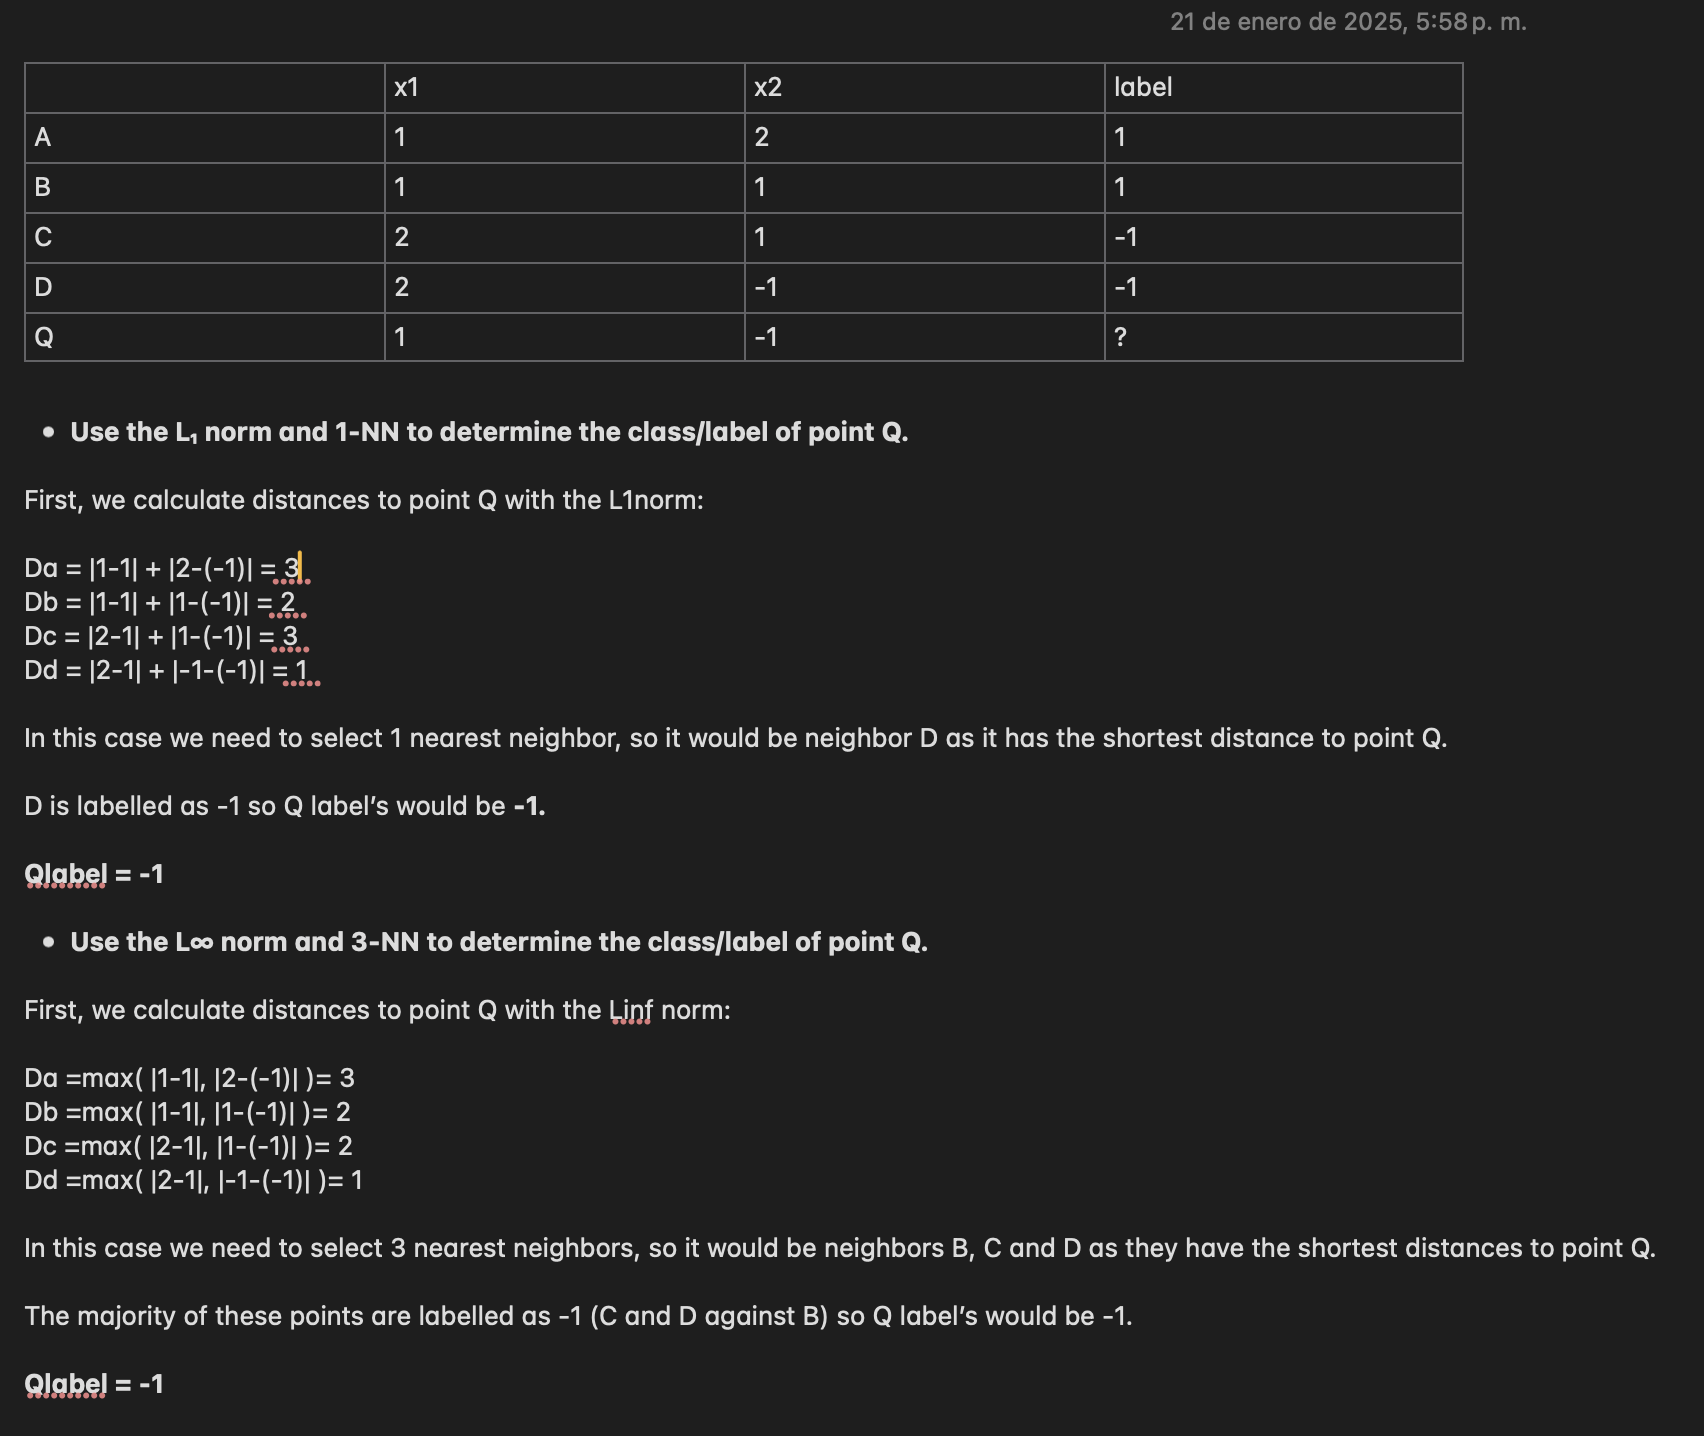 21 de enero de 2025, 5:58 p. m.
x1 x2 label
A 1 2 1
B 1 1 1
C 2 1 -1
D 2 -1 -1
Q 1 -1 ?
• Use the L₁ norm and 1-NN to determine the class/label of point Q.
First, we calculate distances to point Q with the L1norm:
Da = |1-1| + |2-(-1)| = 3
Db = |1-1| + |1-(-1)| = 2
Dc = |2-1| + |1-(-1)| = 3
Dd = |2-1| + |-1-(-1)| = 1
In this case we need to select 1 nearest neighbor, so it would be neighbor D as it has the shortest distance to point Q.
D is labelled as -1 so Q label’s would be -1.
Qlabel = -1
• Use the L∞ norm and 3-NN to determine the class/label of point Q.
First, we calculate distances to point Q with the Linf norm:
Da =max( |1-1|, |2-(-1)| )= 3
Db =max( |1-1|, |1-(-1)| )= 2
Dc =max( |2-1|, |1-(-1)| )= 2
Dd =max( |2-1|, |-1-(-1)| )= 1
In this case we need to select 3 nearest neighbors, so it would be neighbors B, C and D as they have the shortest distances to point Q.
The majority of these points are labelled as -1 (C and D against B) so Q label’s would be -1.
Qlabel = -1